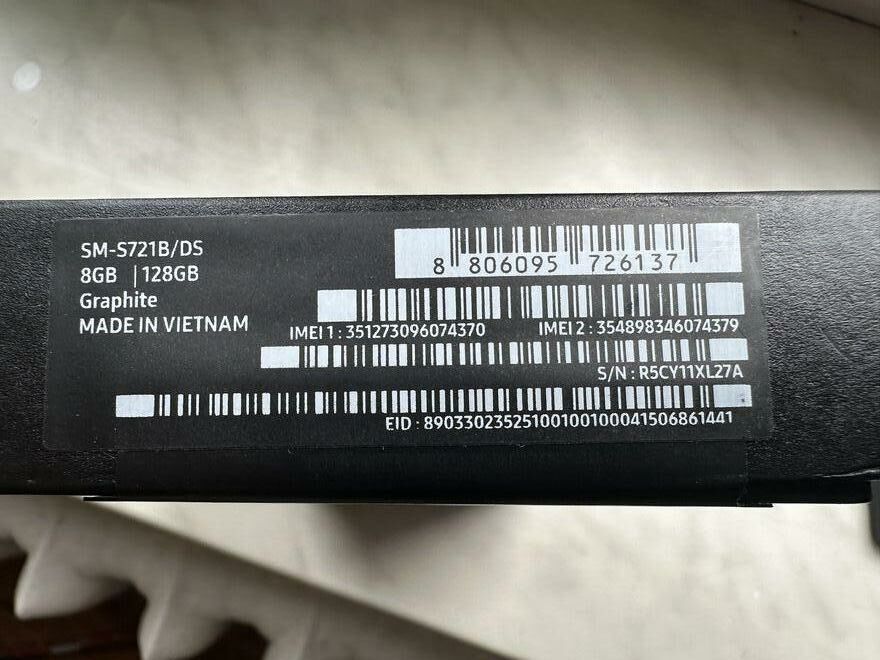 SM-S721B/DS
8GB | 128GB
Graphite
MADE IN VIETNAM
8 806095 726137
IMEI 1 : 351273096074370
IMEI 2 : 354898346074379
S/N : R5CY11XL27A
EID : 89033023525100100100041506861441